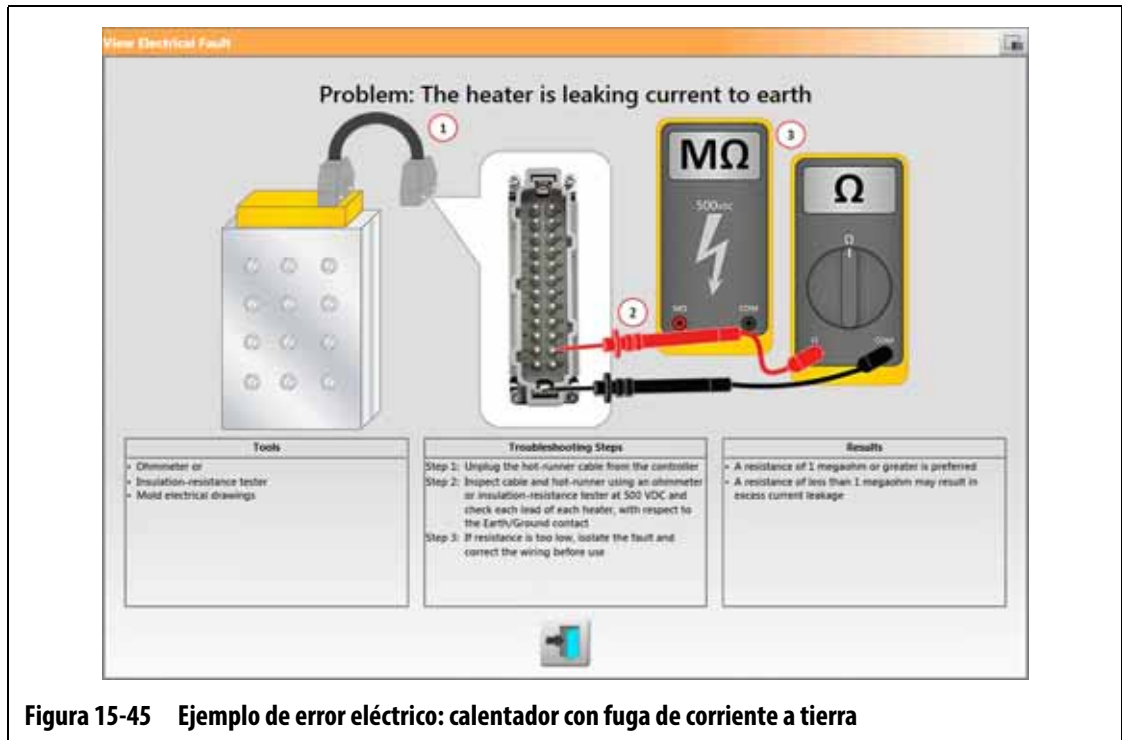 View Electrical Fault
Problem: The heater is leaking current to earth
1
3
MΩ
500VDC
MΩ
COM
Ω
Ω
Ω
COM
2
Tools
• Ohmmeter or
• Insulation-resistance tester
• Mold electrical drawings
Troubleshooting Steps
Step 1: Unplug the hot-runner cable from the controller
Step 2: Inspect cable and hot-runner using an ohmmeter
or insulation-resistance tester at 500 VDC and
check each lead of each heater, with respect to
the Earth/Ground contact
Step 3: If resistance is too low, isolate the fault and
correct the wiring before use
Results
• A resistance of 1 megaohm or greater is preferred
• A resistance of less than 1 megaohm may result in
excess current leakage
Figura 15-45 Ejemplo de error eléctrico: calentador con fuga de corriente a tierra